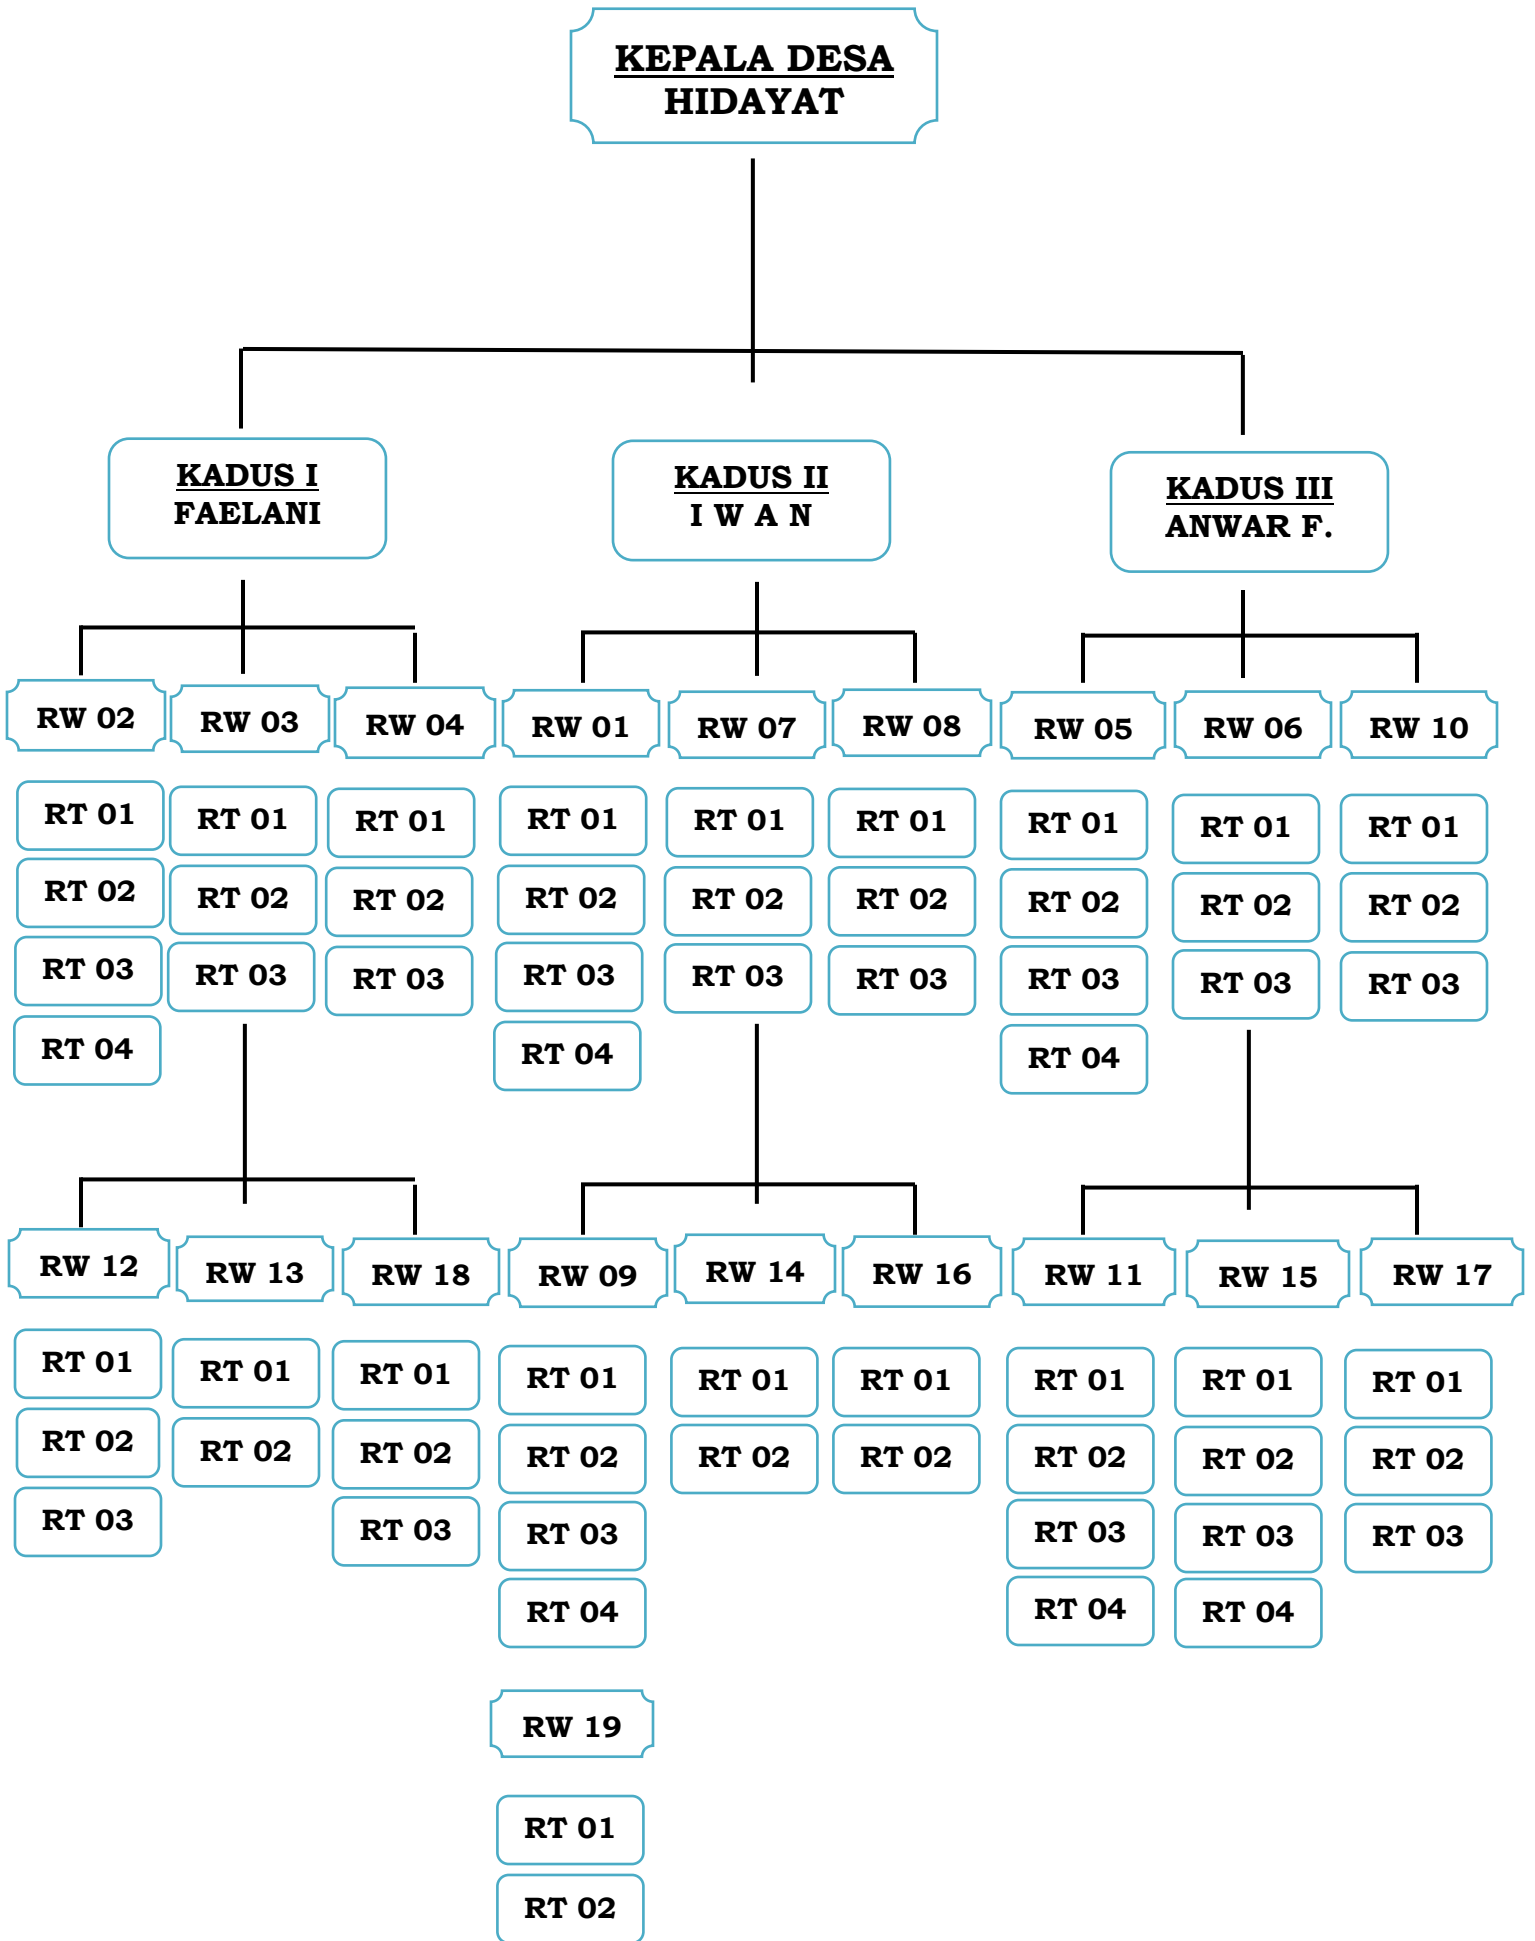 KEPALA DESA
HIDAYAT
KADUS I
FAELANI
KADUS II
I W A N
KADUS III
ANWAR F.
RW 02
RW 03
RW 04
RW 01
RW 07
RW 08
RW 05
RW 06
RW 10
RT 01
RT 01
RT 01
RT 01
RT 01
RT 01
RT 01
RT 01
RT 01
RT 02
RT 02
RT 02
RT 02
RT 02
RT 02
RT 02
RT 02
RT 02
RT 03
RT 03
RT 03
RT 03
RT 03
RT 03
RT 03
RT 03
RT 03
RT 04
RT 04
RT 04
RW 12
RW 13
RW 18
RW 09
RW 14
RW 16
RW 11
RW 15
RW 17
RT 01
RT 01
RT 01
RT 01
RT 01
RT 01
RT 01
RT 01
RT 01
RT 02
RT 02
RT 02
RT 02
RT 02
RT 02
RT 02
RT 02
RT 02
RT 03
RT 03
RT 03
RT 03
RT 03
RT 03
RT 04
RT 04
RT 04
RW 19
RT 01
RT 02